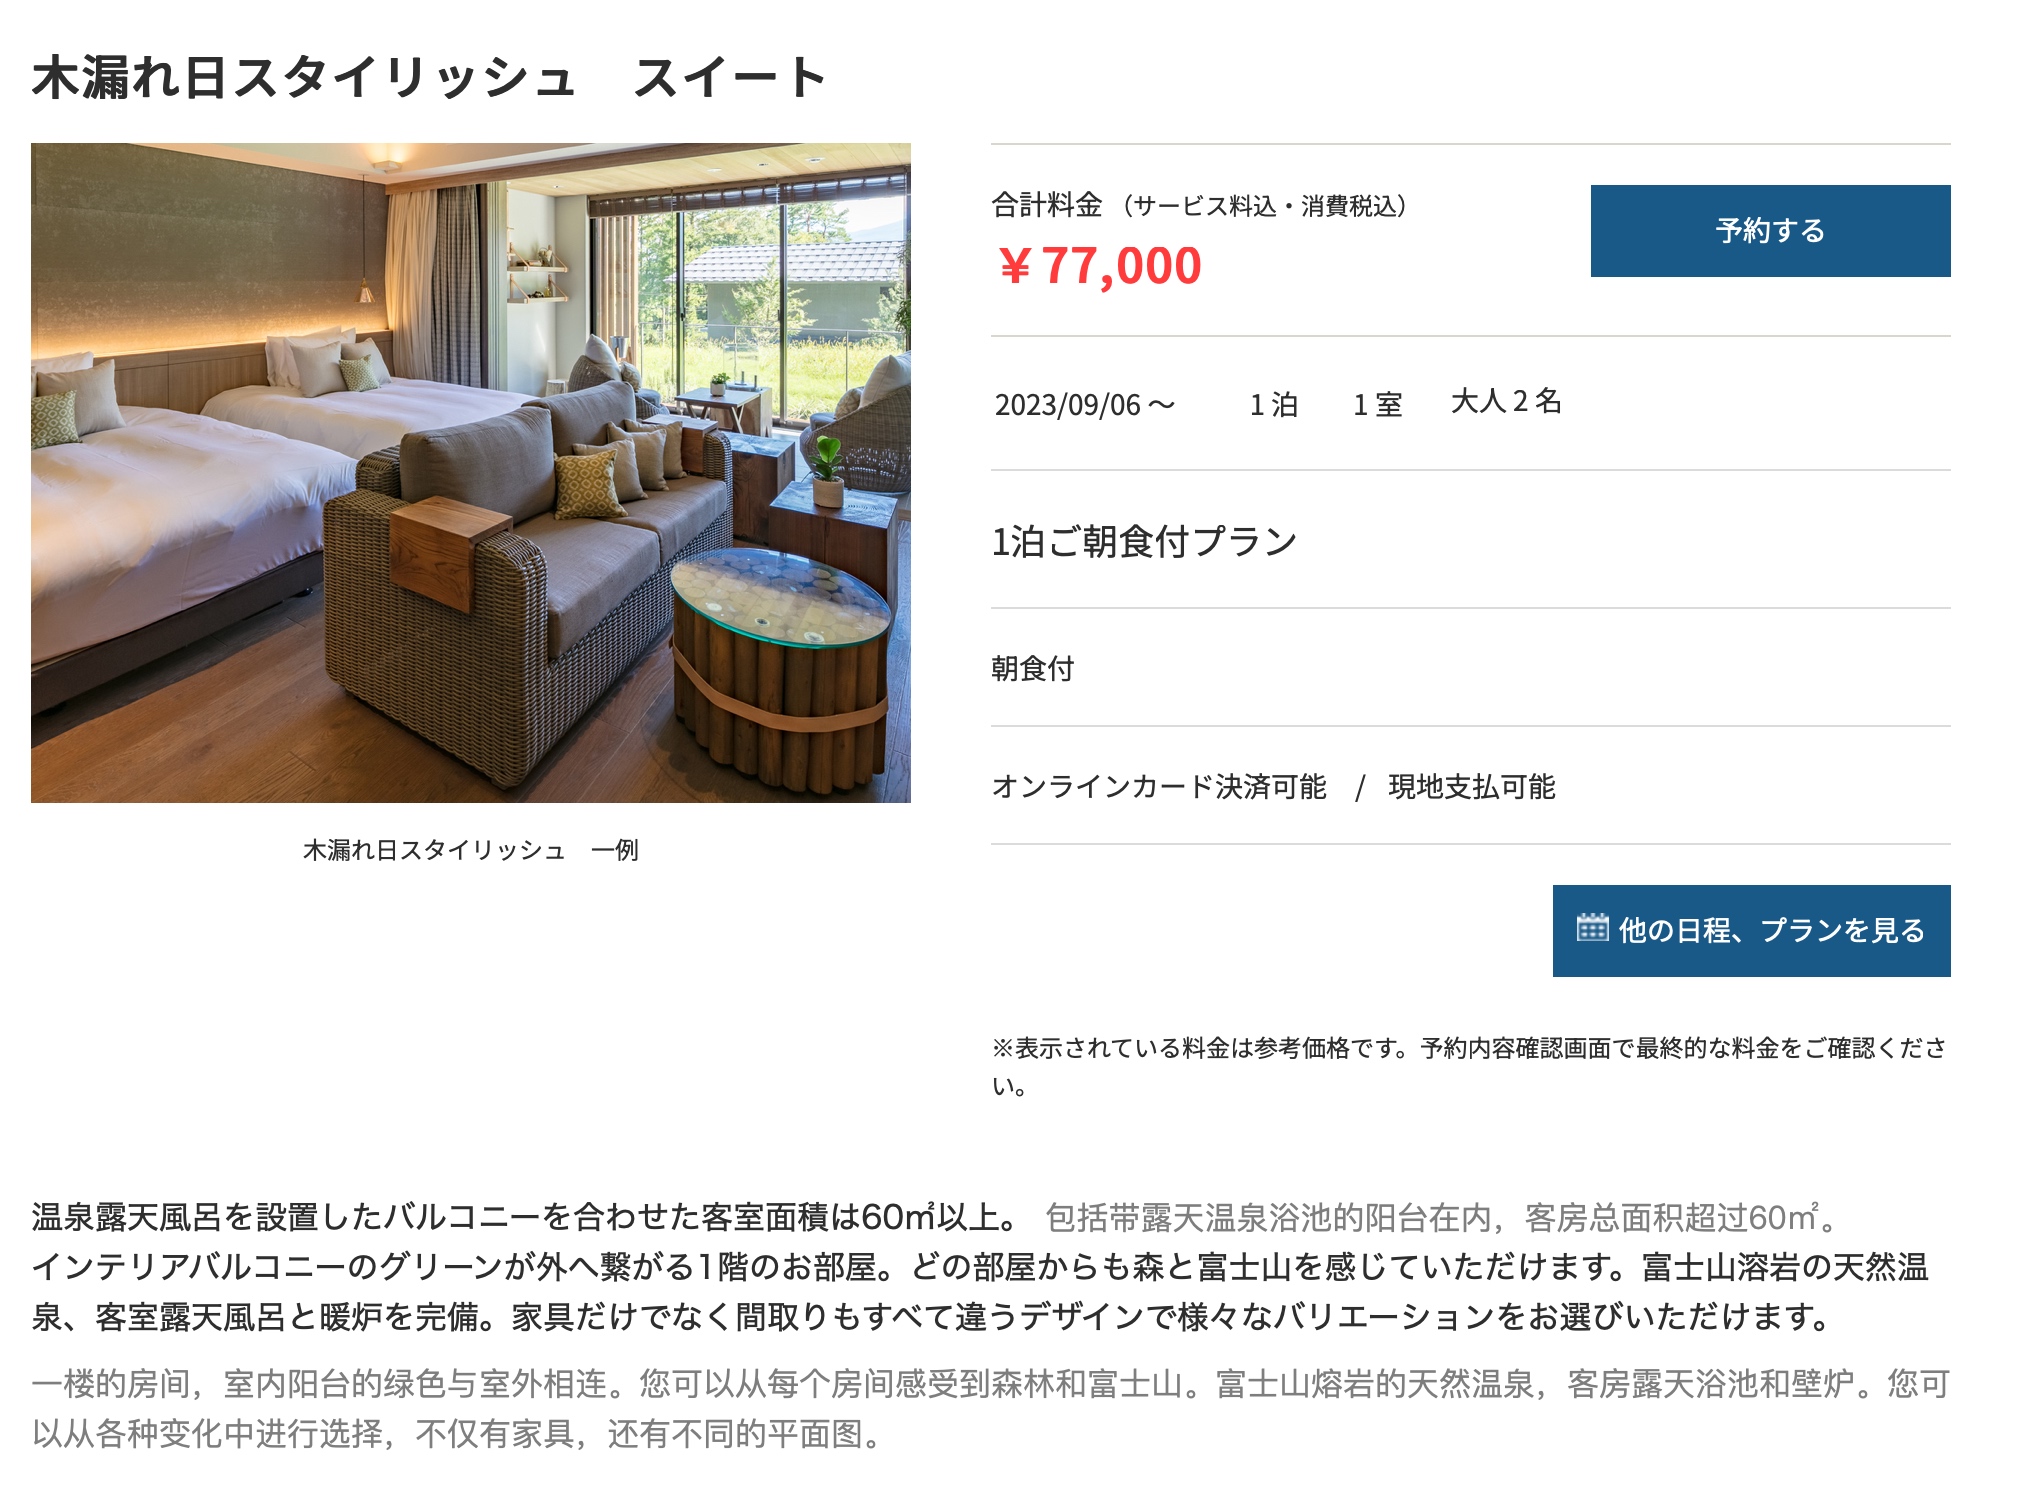 木漏れ日スタイリッシュ　スイート
合計料金（サービス料込・消費税込）
￥77,000
予約する
2023/09/06～　1 泊　1 室　大人 2 名
1泊ご朝食付プラン
朝食付
オンラインカード決済可能　/　現地支払可能
木漏れ日スタイリッシュ　一例
他の日程、プランを見る
※表示されている料金は参考価格です。予約内容確認画面で最終的な料金をご確認くださ
い。
温泉露天風呂を設置したバルコニーを合わせた客室面積は60㎡以上。 包括带露天温泉浴池的阳台在内，客房总面积超过60㎡。
インテリアバルコニーのグリーンが外へ繋がる1階のお部屋。どの部屋からも森と富士山を感じていただけます。富士山溶岩の天然温
泉、客室露天風呂と暖炉を完備。家具だけでなく間取りもすべて違うデザインで様々なバリエーションをお選びいただけます。
一楼的房间，室内阳台的绿色与室外相连。您可以从每个房间感受到森林和富士山。富士山熔岩的天然温泉，客房露天浴池和壁炉。您可
以从各种变化中进行选择，不仅有家具，还有不同的平面图。